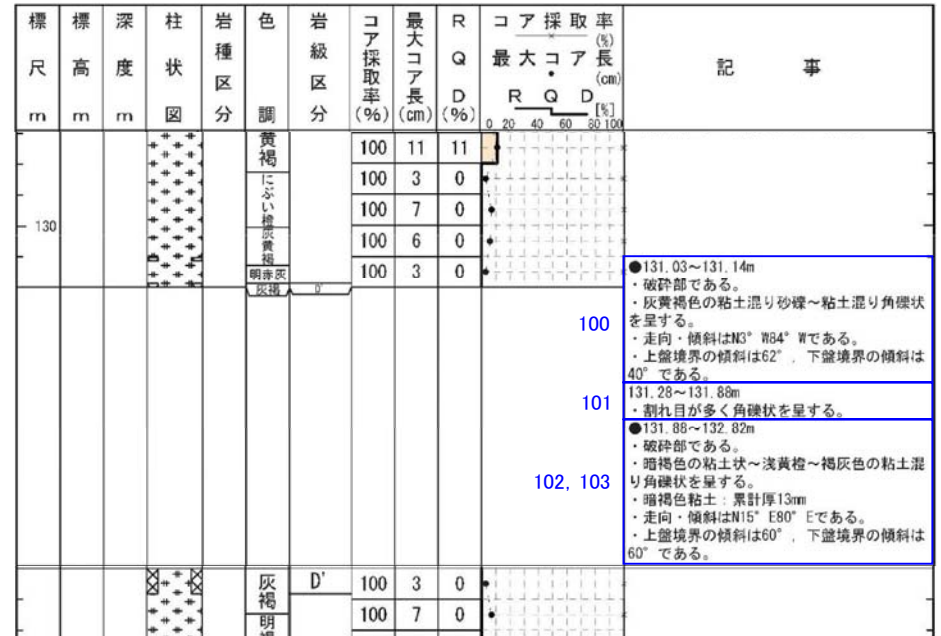 標尺m 標高m 深度m 柱状図 岩種区分 色調 岩級区分 コア採取率(%) 最大コア長(cm) RQD(%) コア採取率(%) 最大コア長(cm) RQD[%] 記事
0 20 40 60 80 100
黄褐 100 11 11
にぶい橙 100 3 0
100 7 0
130
灰黄褐 100 6 0
明赤灰 100 3 0
灰褐 D'
100
●131.03~131.14m
・破砕部である。
・灰黄褐色の粘土混り砂礫~粘土混り角礫状
を呈する。
・走向・傾斜はN3°W84°Wである。
・上盤境界の傾斜は62°, 下盤境界の傾斜は
40°である。
101
131.28~131.88m
・割れ目が多く角礫状を呈する。
102, 103
●131.88~132.82m
・破砕部である。
・暗褐色の粘土状~浅黄橙~褐灰色の粘土混
り角礫状を呈する。
・暗褐色粘土:累計厚13mm
・走向・傾斜はN15°E80°Eである。
・上盤境界の傾斜は60°, 下盤境界の傾斜は
60°である。
灰褐 D' 100 3 0
明 100 7 0